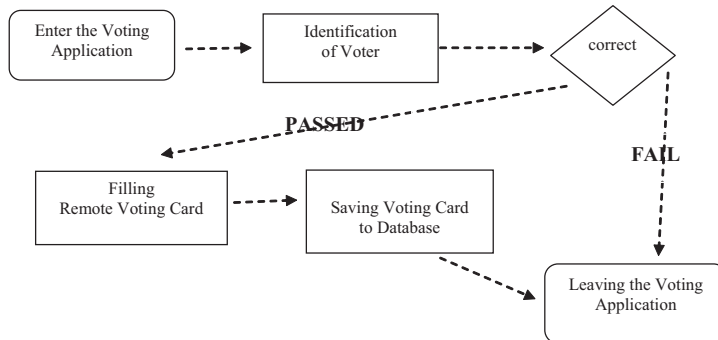 Enter the Voting
Application
Identification
of Voter
correct
PASSED
FAIL
Filling
Remote Voting Card
Saving Voting Card
to Database
Leaving the Voting
Application